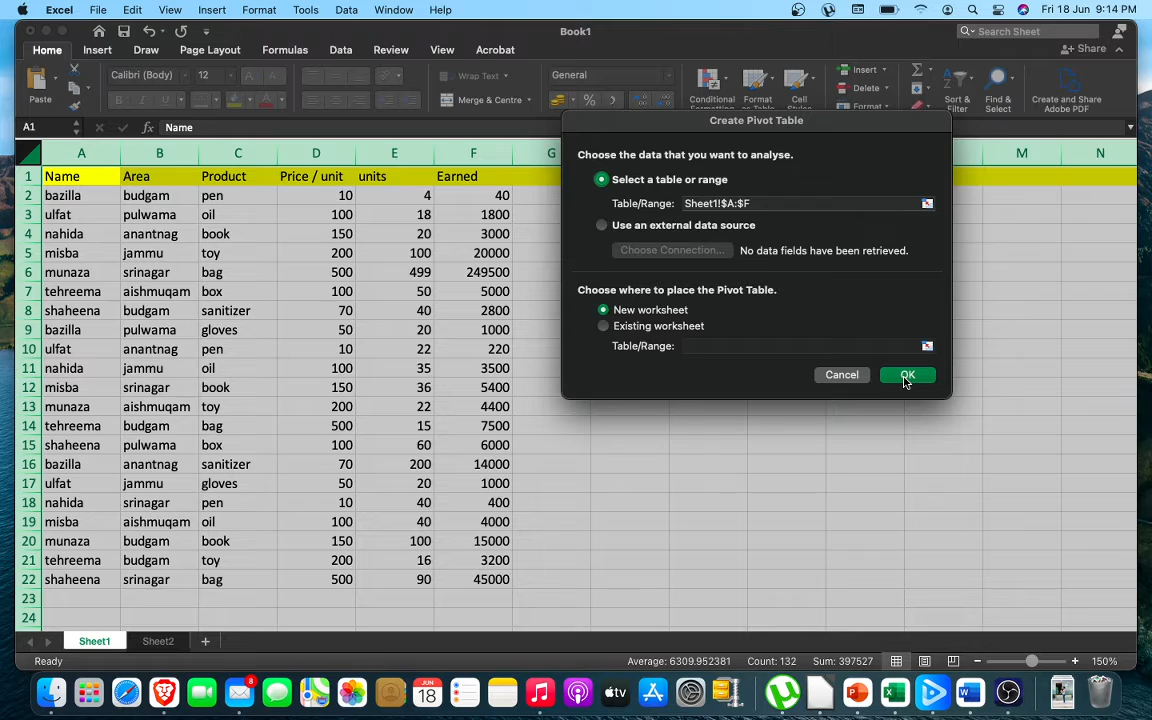 Excel File Edit View Insert Format Tools Data Window Help Fri 18 Jun 9:14 PM
Book1 Search Sheet
Home Insert Draw Page Layout Formulas Data Review View Acrobat Share
Paste Calibri (Body) 12 Wrap Text General Insert
Merge & Centre Conditional Formatting Format as Table Cell Styles Delete Format Sort & Filter Find & Select Create and Share Adobe PDF
A1 fx Name
Create Pivot Table
Choose the data that you want to analyse.
Select a table or range
Table/Range: Sheet1!$A:$F
Use an external data source
Choose Connection... No data fields have been retrieved.
Choose where to place the Pivot Table.
New worksheet
Existing worksheet
Table/Range:
Cancel OK
A B C D E F G M N
1 Name Area Product Price / unit units Earned
2 bazilla budgam pen 10 4 40
3 ulfat pulwama oil 100 18 1800
4 nahida anantnag book 150 20 3000
5 misba jammu toy 200 100 20000
6 munaza srinagar bag 500 499 249500
7 tehreema aishmuqam box 100 50 5000
8 shaheena budgam sanitizer 70 40 2800
9 bazilla pulwama gloves 50 20 1000
10 ulfat anantnag pen 10 22 220
11 nahida jammu oil 100 35 3500
12 misba srinagar book 150 36 5400
13 munaza aishmuqam toy 200 22 4400
14 tehreema budgam bag 500 15 7500
15 shaheena pulwama box 100 60 6000
16 bazilla anantnag sanitizer 70 200 14000
17 ulfat jammu gloves 50 20 1000
18 nahida srinagar pen 10 40 400
19 misba aishmuqam oil 100 40 4000
20 munaza budgam book 150 100 15000
21 tehreema budgam toy 200 16 3200
22 shaheena srinagar bag 500 90 45000
23
24
Sheet1 Sheet2
Ready Average: 6309.952381 Count: 132 Sum: 397527 150%
8 JUN 18 tv